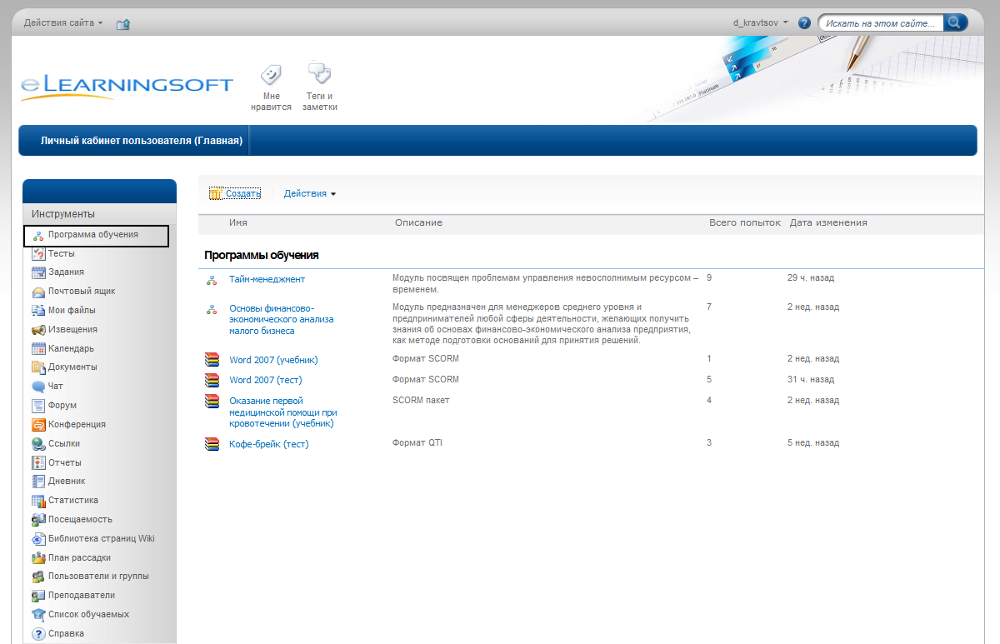 Действия сайта
d_kravtsov
?
Искать на этом сайте...
eLearningsoft
Мне
нравится
Теги и
заметки
Platinum
Личный кабинет пользователя (Главная)
Инструменты
Программа обучения
Тесты
Задания
Почтовый ящик
Мои файлы
Извещения
Календарь
Документы
Чат
Форум
Конференция
Ссылки
Отчеты
Дневник
Статистика
Посещаемость
Библиотека страниц Wiki
План рассадки
Пользователи и группы
Преподаватели
Список обучаемых
? Справка
Создать Действия
Имя Описание Всего попыток Дата изменения
Программы обучения
Тайм-менеджмент Модуль посвящен проблемам управления невосполнимым ресурсом – 9 29 ч. назад
временем.
Основы финансово- Модуль предназначен для менеджеров среднего уровня и 7 2 нед. назад
экономического анализа предпринимателей любой сферы деятельности, желающих получить
малого бизнеса знания об основах финансово-экономического анализа предприятия,
как методе подготовки оснований для принятия решений.
Word 2007 (учебник) Формат SCORM 1 2 нед. назад
Word 2007 (тест) Формат SCORM 5 31 ч. назад
Оказание первой SCORM пакет 4 2 нед. назад
медицинской помощи при
кровотечении (учебник)
Кофе-брейк (тест) Формат QTI 3 5 нед. назад